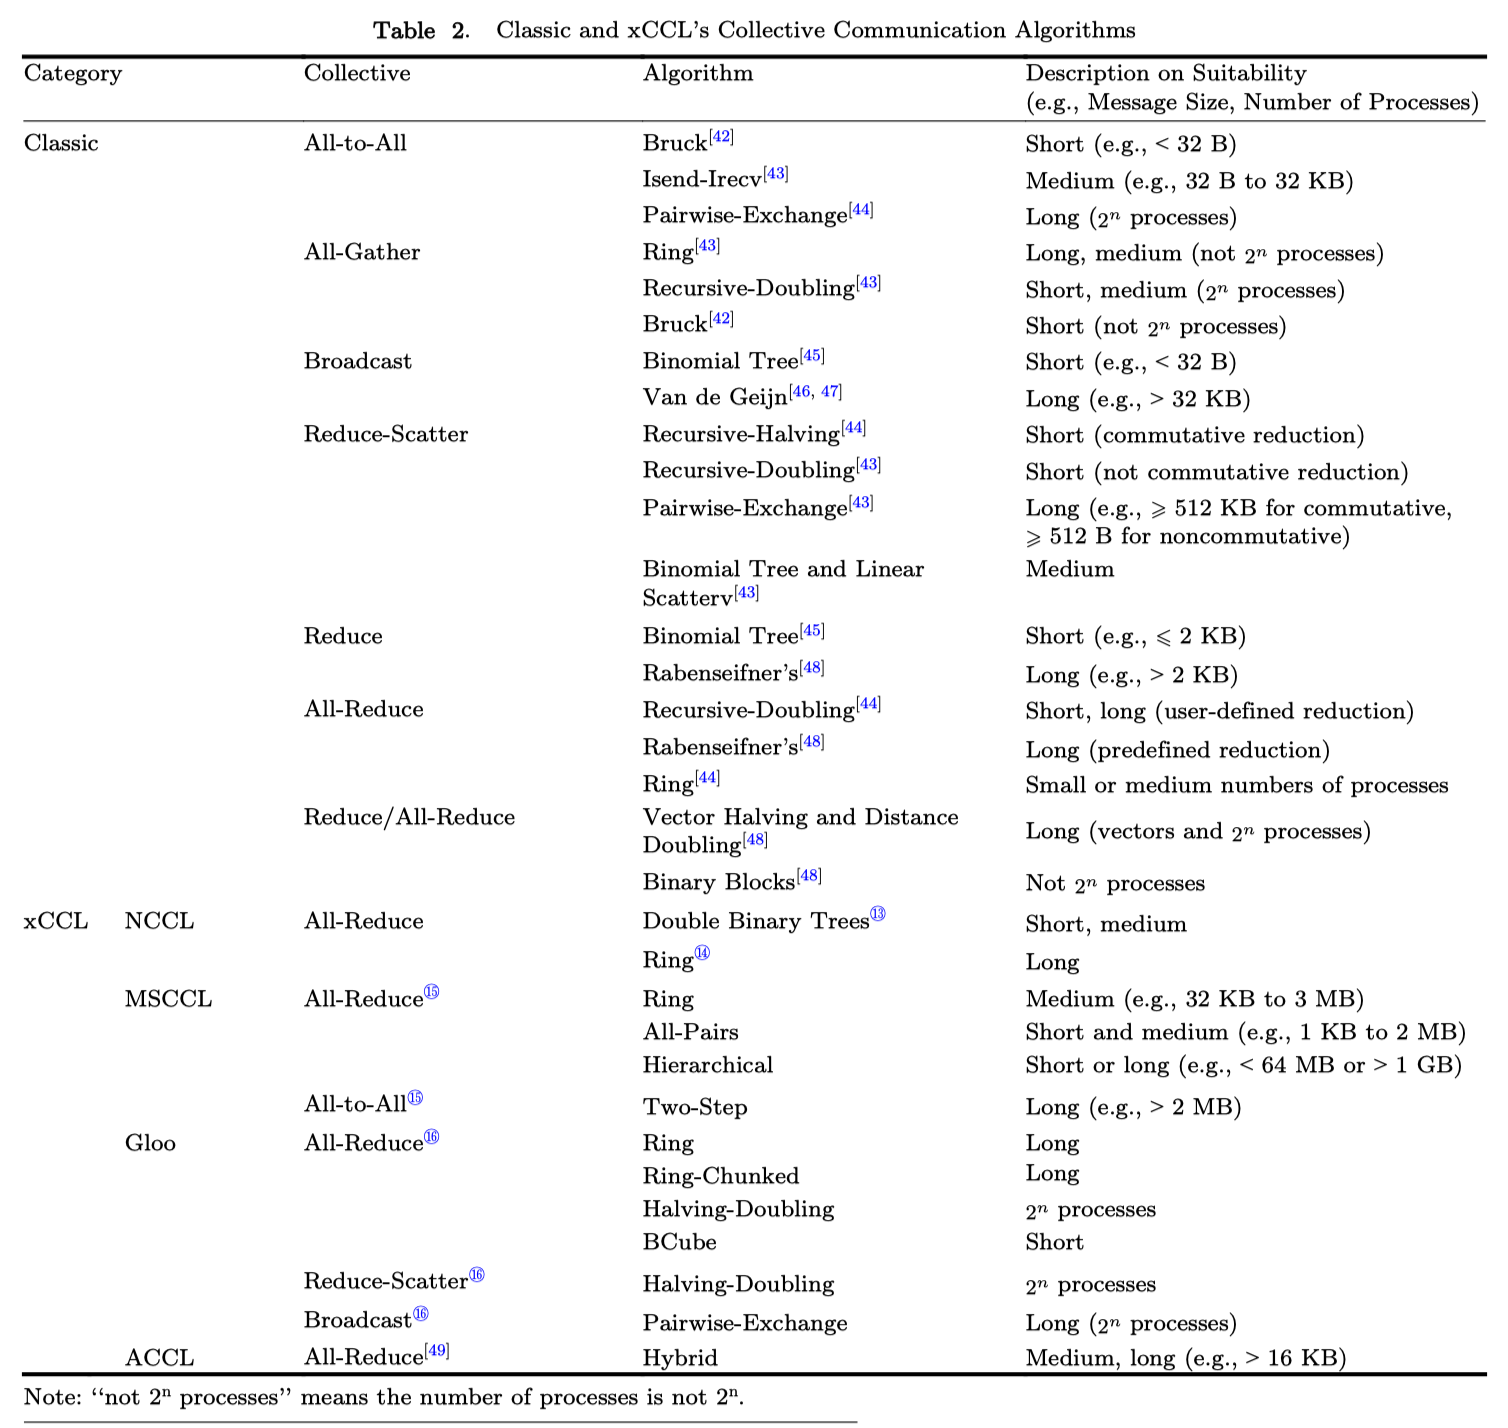 Table 2. Classic and xCCL's Collective Communication Algorithms
Category Collective Algorithm Description on Suitability
(e.g., Message Size, Number of Processes)
Classic All-to-All Bruck[42] Short (e.g., < 32 B)
Isend-Irecv[43] Medium (e.g., 32 B to 32 KB)
Pairwise-Exchange[44] Long (2ⁿ processes)
All-Gather Ring[43] Long, medium (not 2ⁿ processes)
Recursive-Doubling[43] Short, medium (2ⁿ processes)
Bruck[42] Short (not 2ⁿ processes)
Broadcast Binomial Tree[45] Short (e.g., < 32 B)
Van de Geijn[46, 47] Long (e.g., > 32 KB)
Reduce-Scatter Recursive-Halving[44] Short (commutative reduction)
Recursive-Doubling[43] Short (not commutative reduction)
Pairwise-Exchange[43] Long (e.g., ⩾ 512 KB for commutative,
⩾ 512 B for noncommutative)
Binomial Tree and Linear Medium
Scatterv[43]
Reduce Binomial Tree[45] Short (e.g., ⩽ 2 KB)
Rabenseifner's[48] Long (e.g., > 2 KB)
All-Reduce Recursive-Doubling[44] Short, long (user-defined reduction)
Rabenseifner's[48] Long (predefined reduction)
Ring[44] Small or medium numbers of processes
Reduce/All-Reduce Vector Halving and Distance
Doubling[48] Long (vectors and 2ⁿ processes)
Binary Blocks[48] Not 2ⁿ processes
xCCL NCCL All-Reduce Double Binary Trees⑬ Short, medium
Ring⑭ Long
MSCCL All-Reduce⑮ Ring Medium (e.g., 32 KB to 3 MB)
All-Pairs Short and medium (e.g., 1 KB to 2 MB)
Hierarchical Short or long (e.g., < 64 MB or > 1 GB)
All-to-All⑮ Two-Step Long (e.g., > 2 MB)
Gloo All-Reduce⑯ Ring Long
Ring-Chunked Long
Halving-Doubling 2ⁿ processes
BCube Short
Reduce-Scatter⑯ Halving-Doubling 2ⁿ processes
Broadcast⑯ Pairwise-Exchange Long (2ⁿ processes)
ACCL All-Reduce[49] Hybrid Medium, long (e.g., > 16 KB)
Note: "not 2ⁿ processes" means the number of processes is not 2ⁿ.